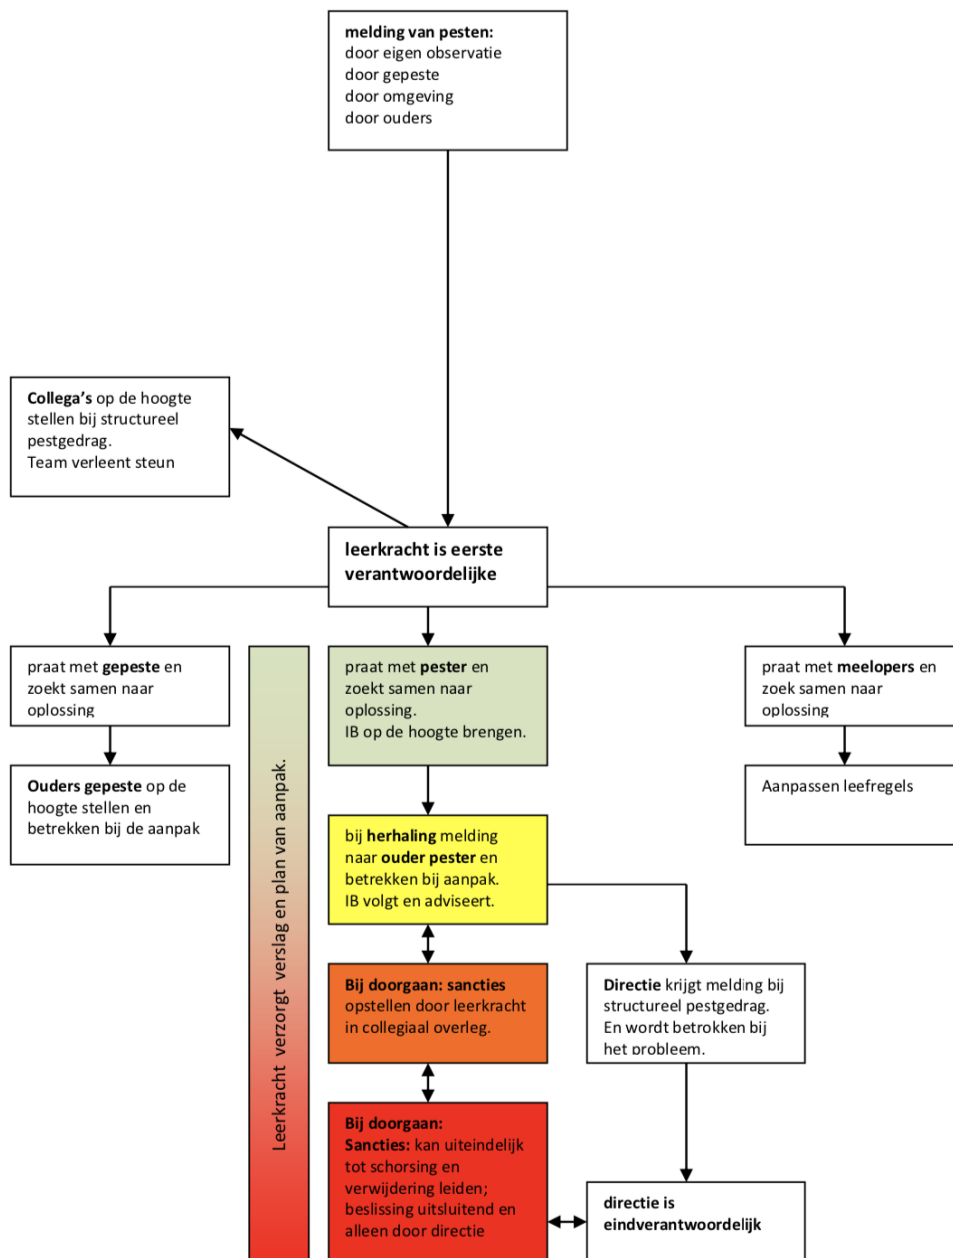 melding van pesten:
door eigen observatie
door gepeste
door omgeving
door ouders
Collega’s op de hoogte
stellen bij structureel
pestgedrag.
Team verleent steun
leerkracht is eerste
verantwoordelijke
praat met gepeste en
zoekt samen naar
oplossing
Ouders gepeste op de
hoogte stellen en
betrekken bij de aanpak
Leerkracht verzorgt verslag en plan van aanpak.
praat met pester en
zoekt samen naar
oplossing.
IB op de hoogte brengen.
bij herhaling melding
naar ouder pester en
betrekken bij aanpak.
IB volgt en adviseert.
Bij doorgaan: sancties
opstellen door leerkracht
in collegiaal overleg.
Bij doorgaan:
Sancties: kan uiteindelijk
tot schorsing en
verwijdering leiden;
beslissing uitsluitend en
alleen door directie
praat met meelopers en
zoek samen naar
oplossing
Aanpassen leefregels
Directie krijgt melding bij
structureel pestgedrag.
En wordt betrokken bij
het probleem.
directie is
eindverantwoordelijk